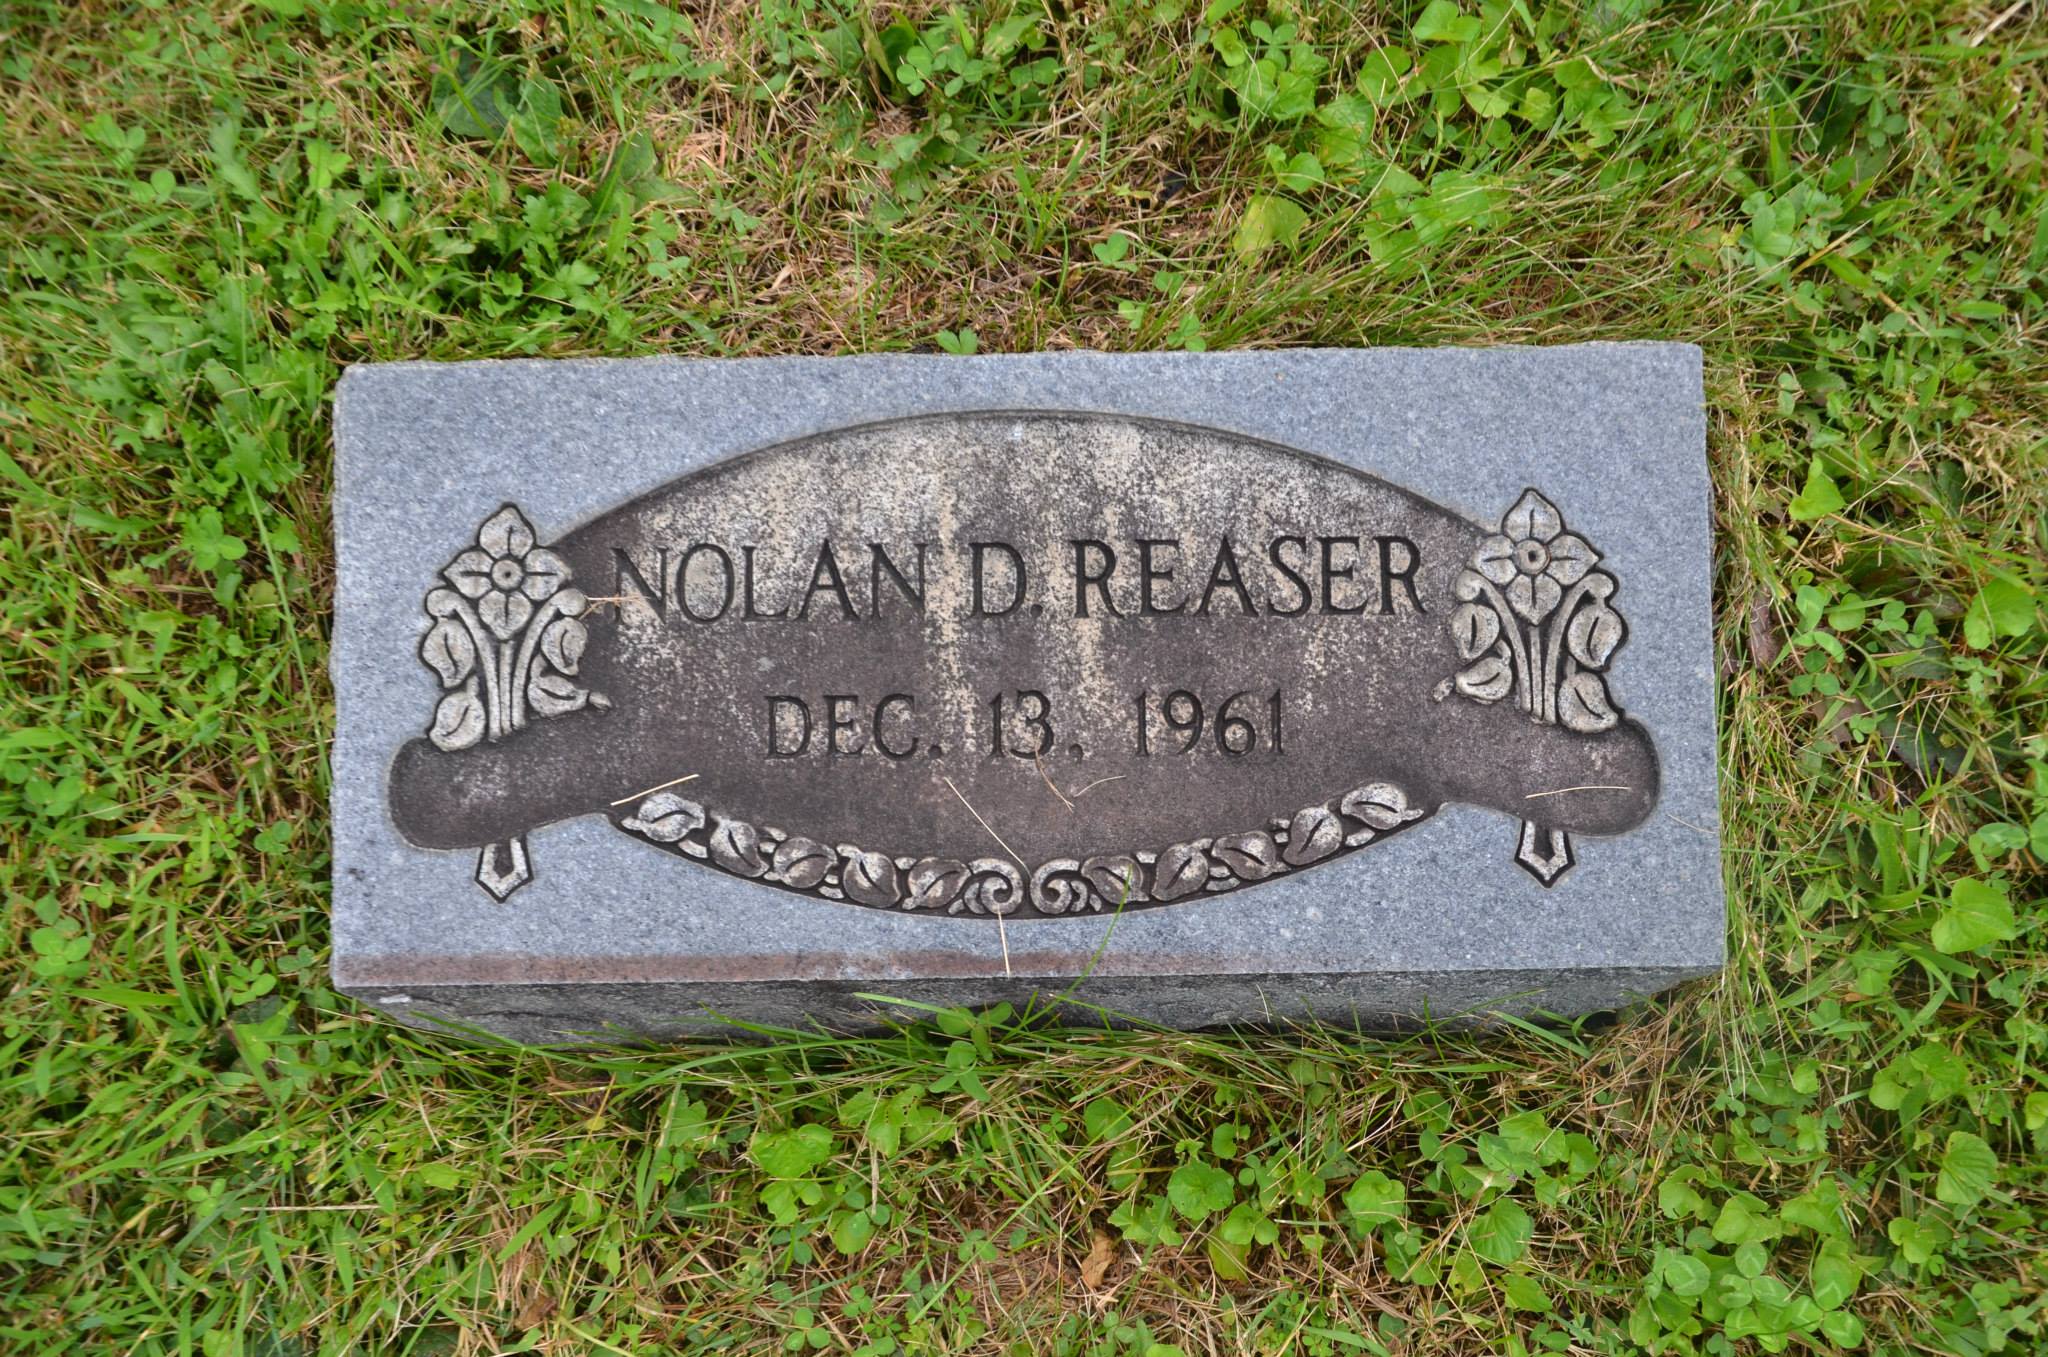 NOLAN D. REASER
DEC. 13, 1961